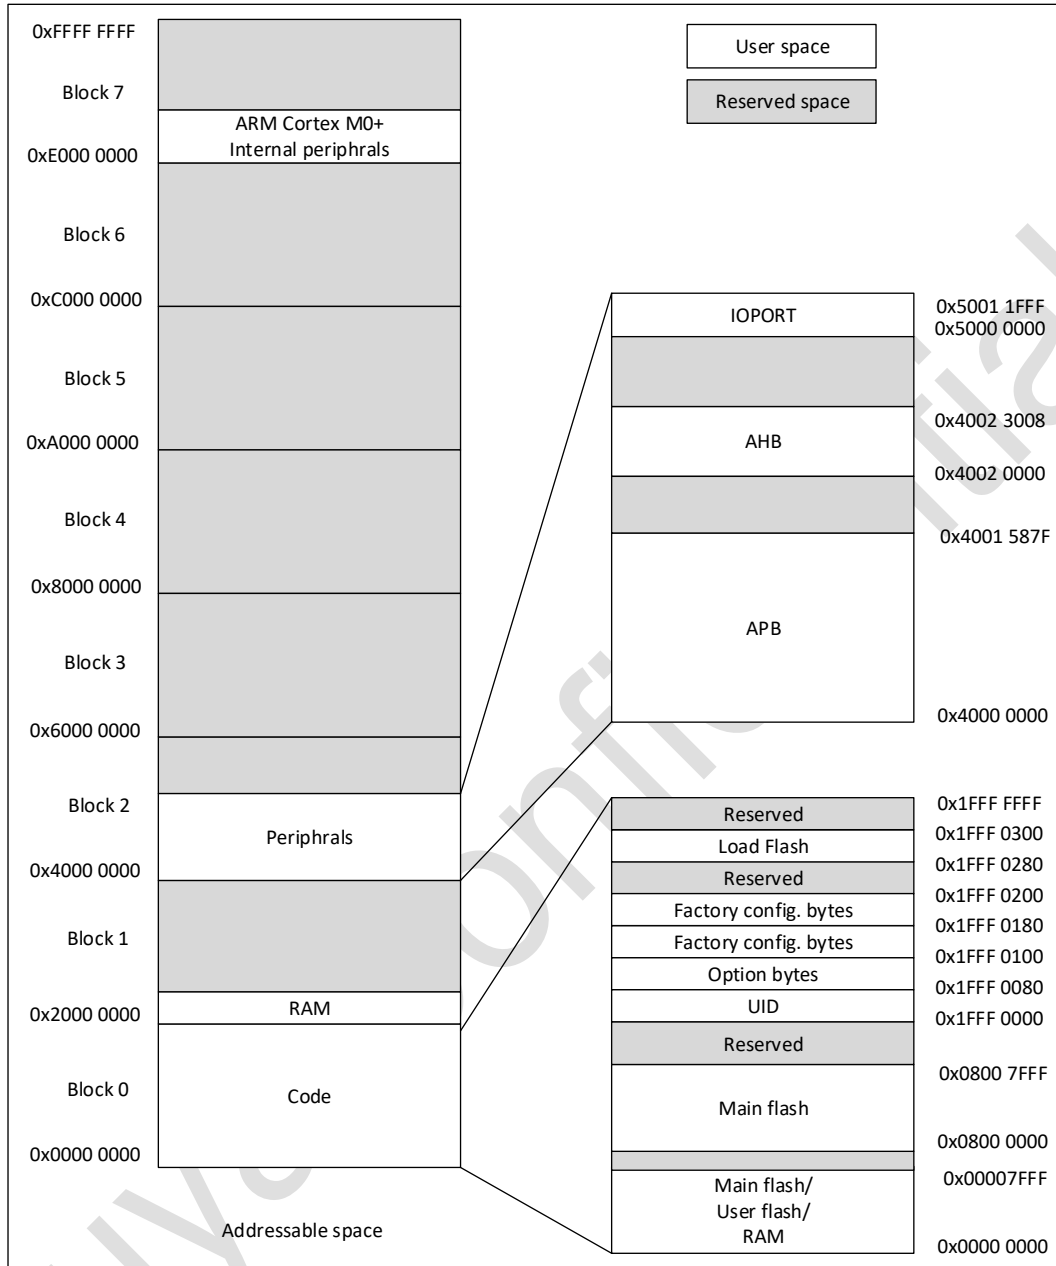 0xFFFF FFFF
Block 7
ARM Cortex M0+
Internal periphrals
0xE000 0000
Block 6
0xC000 0000
Block 5
0xA000 0000
Block 4
0x8000 0000
Block 3
0x6000 0000
Block 2
Periphrals
0x4000 0000
Block 1
RAM
0x2000 0000
Block 0
Code
0x0000 0000
Addressable space
User space
Reserved space
IOPORT
0x5001 1FFF
0x5000 0000
0x4002 3008
AHB
0x4002 0000
0x4001 587F
APB
0x4000 0000
0x1FFF FFFF
Reserved
0x1FFF 0300
Load Flash
0x1FFF 0280
Reserved
0x1FFF 0200
Factory config. bytes
0x1FFF 0180
Factory config. bytes
0x1FFF 0100
Option bytes
0x1FFF 0080
UID
0x1FFF 0000
Reserved
0x0800 7FFF
Main flash
0x0800 0000
0x00007FFF
Main flash/
User flash/
RAM
0x0000 0000